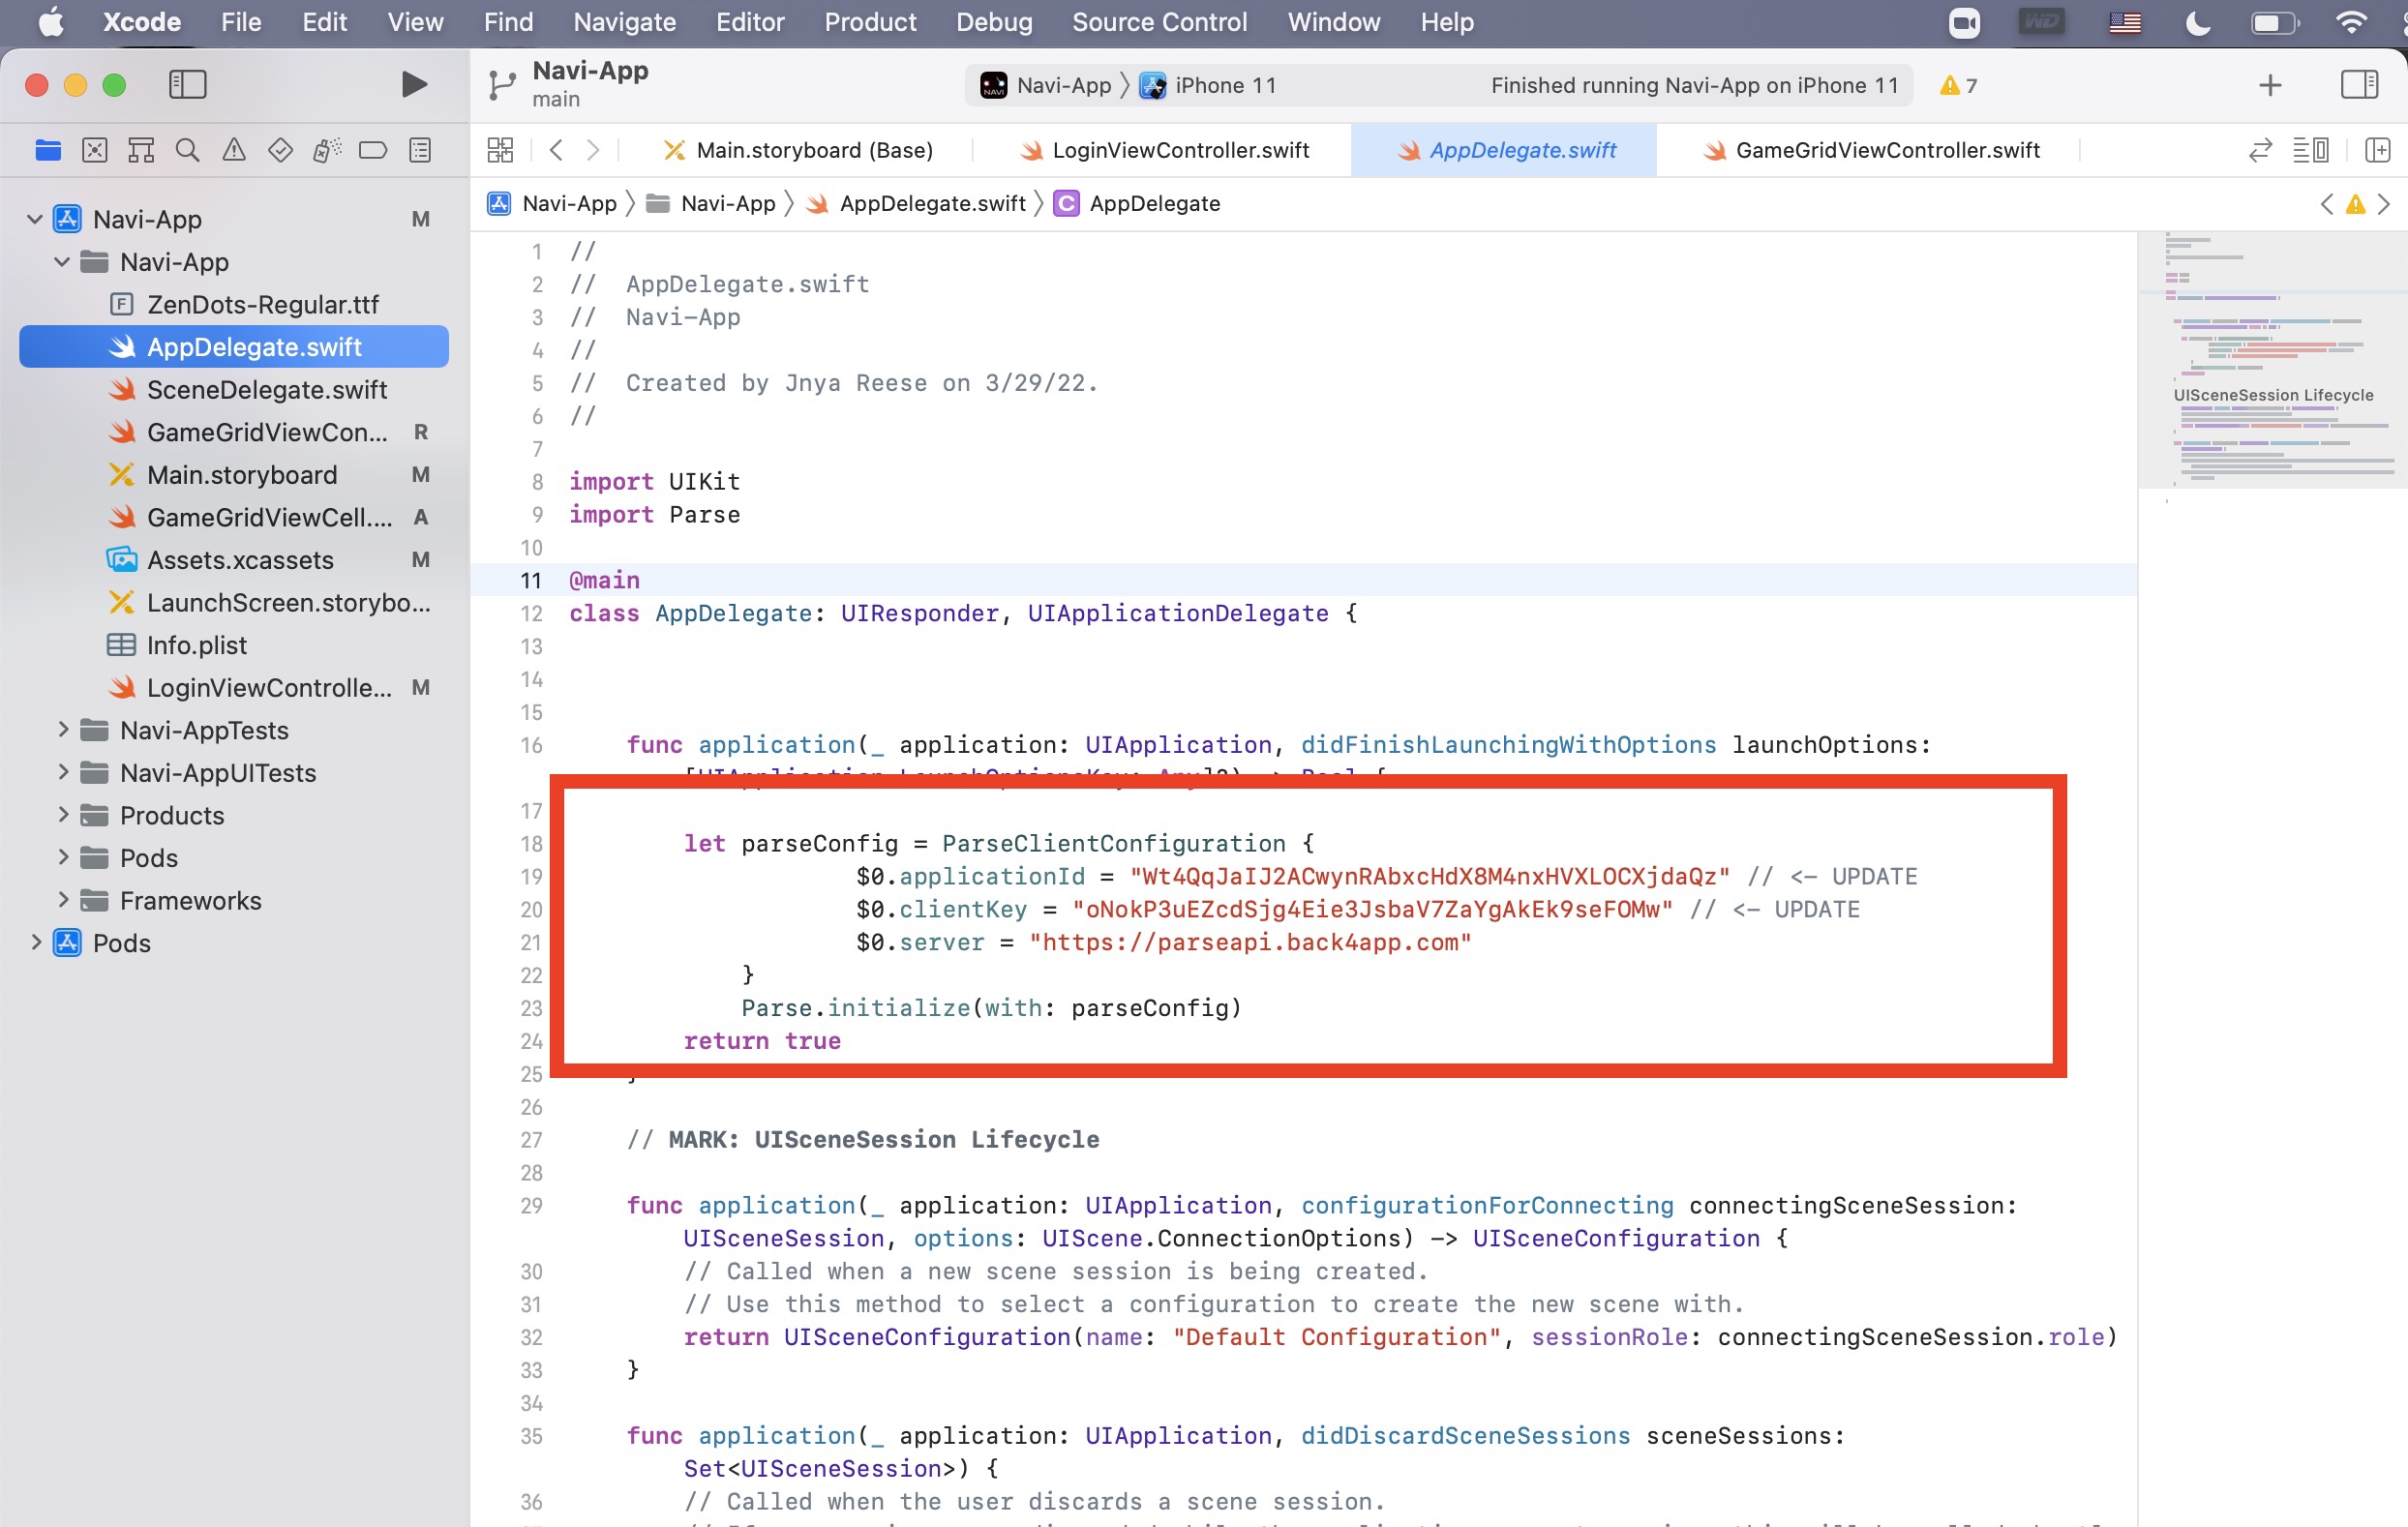 Xcode File Edit View Find Navigate Editor Product Debug Source Control Window Help
Navi-App
main
Navi-App iPhone 11
Finished running Navi-App on iPhone 11
7
Main.storyboard (Base)
LoginViewController.swift
AppDelegate.swift
GameGridViewController.swift
Navi-App Navi-App AppDelegate.swift C AppDelegate
Navi-App M
Navi-App
ZenDots-Regular.ttf
AppDelegate.swift
SceneDelegate.swift
GameGridViewCon... R
Main.storyboard M
GameGridViewCell.... A
Assets.xcassets M
LaunchScreen.storybo...
Info.plist
LoginViewControlle... M
Navi-AppTests
Navi-AppUITests
Products
Pods
Frameworks
Pods
1 //
2 //  AppDelegate.swift
3 //  Navi-App
4 //
5 //  Created by Jnya Reese on 3/29/22.
6 //
7
8 import UIKit
9 import Parse
10
11 @main
12 class AppDelegate: UIResponder, UIApplicationDelegate {
13
14
15
16 func application(_ application: UIApplication, didFinishLaunchingWithOptions launchOptions:
17
18 let parseConfig = ParseClientConfiguration {
19 $0.applicationId = "Wt4QqJaIJ2ACwynRAbxcHdX8M4nxHVXLOCXjdaQz" // <- UPDATE
20 $0.clientKey = "oNokP3uEZcdSjg4Eie3JsbaV7ZaYgAkEk9seFOMw" // <- UPDATE
21 $0.server = "https://parseapi.back4app.com"
22 }
23 Parse.initialize(with: parseConfig)
24 return true
25 }
26
27 // MARK: UISceneSession Lifecycle
28
29 func application(_ application: UIApplication, configurationForConnecting connectingSceneSession:
UISceneSession, options: UIScene.ConnectionOptions) -> UISceneConfiguration {
30 // Called when a new scene session is being created.
31 // Use this method to select a configuration to create the new scene with.
32 return UISceneConfiguration(name: "Default Configuration", sessionRole: connectingSceneSession.role)
33 }
34
35 func application(_ application: UIApplication, didDiscardSceneSessions sceneSessions:
Set<UISceneSession>) {
36 // Called when the user discards a scene session.
UISceneSession Lifecycle